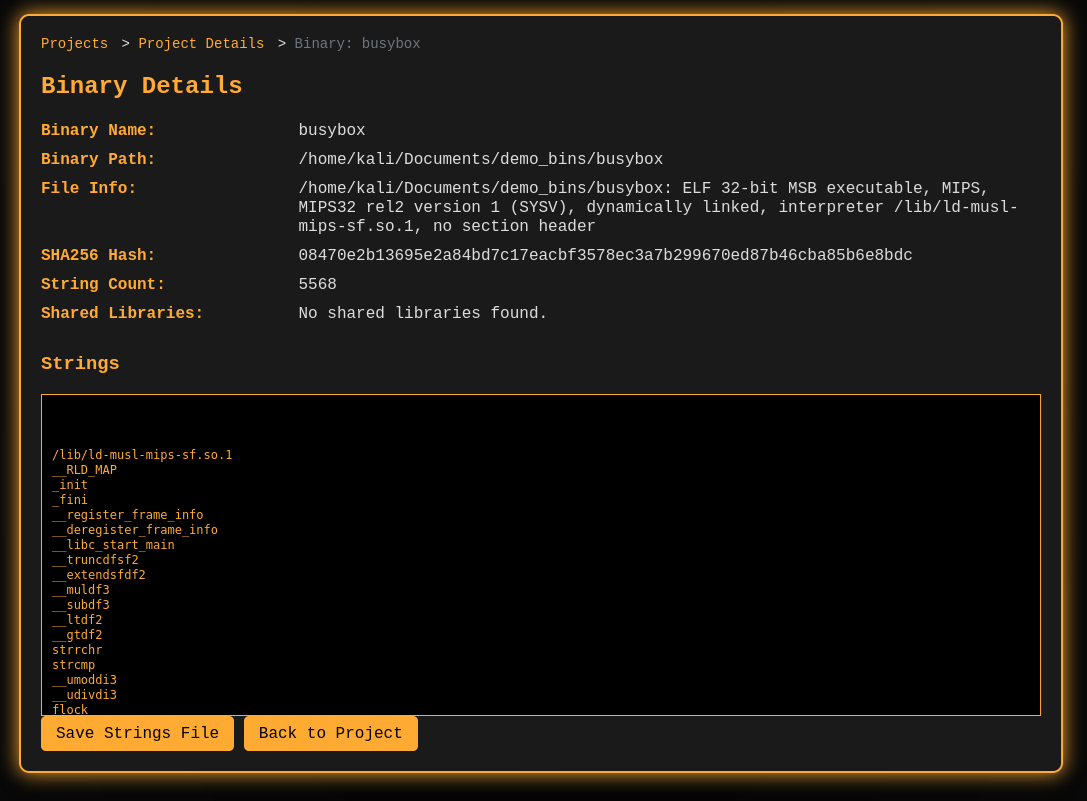 Projects > Project Details > Binary: busybox
Binary Details
Binary Name: busybox
Binary Path: /home/kali/Documents/demo_bins/busybox
File Info: /home/kali/Documents/demo_bins/busybox: ELF 32-bit MSB executable, MIPS,
MIPS32 rel2 version 1 (SYSV), dynamically linked, interpreter /lib/ld-musl-
mips-sf.so.1, no section header
SHA256 Hash: 08470e2b13695e2a84bd7c17eacbf3578ec3a7b299670ed87b46cba85b6e8bdc
String Count: 5568
Shared Libraries: No shared libraries found.
Strings
/lib/ld-musl-mips-sf.so.1
__RLD_MAP
_init
_fini
__register_frame_info
__deregister_frame_info
__libc_start_main
__truncdfsf2
__extendsfdf2
__muldf3
__subdf3
__ltdf2
__gtdf2
strrchr
strcmp
__umoddi3
__udivdi3
flock
Save Strings File Back to Project